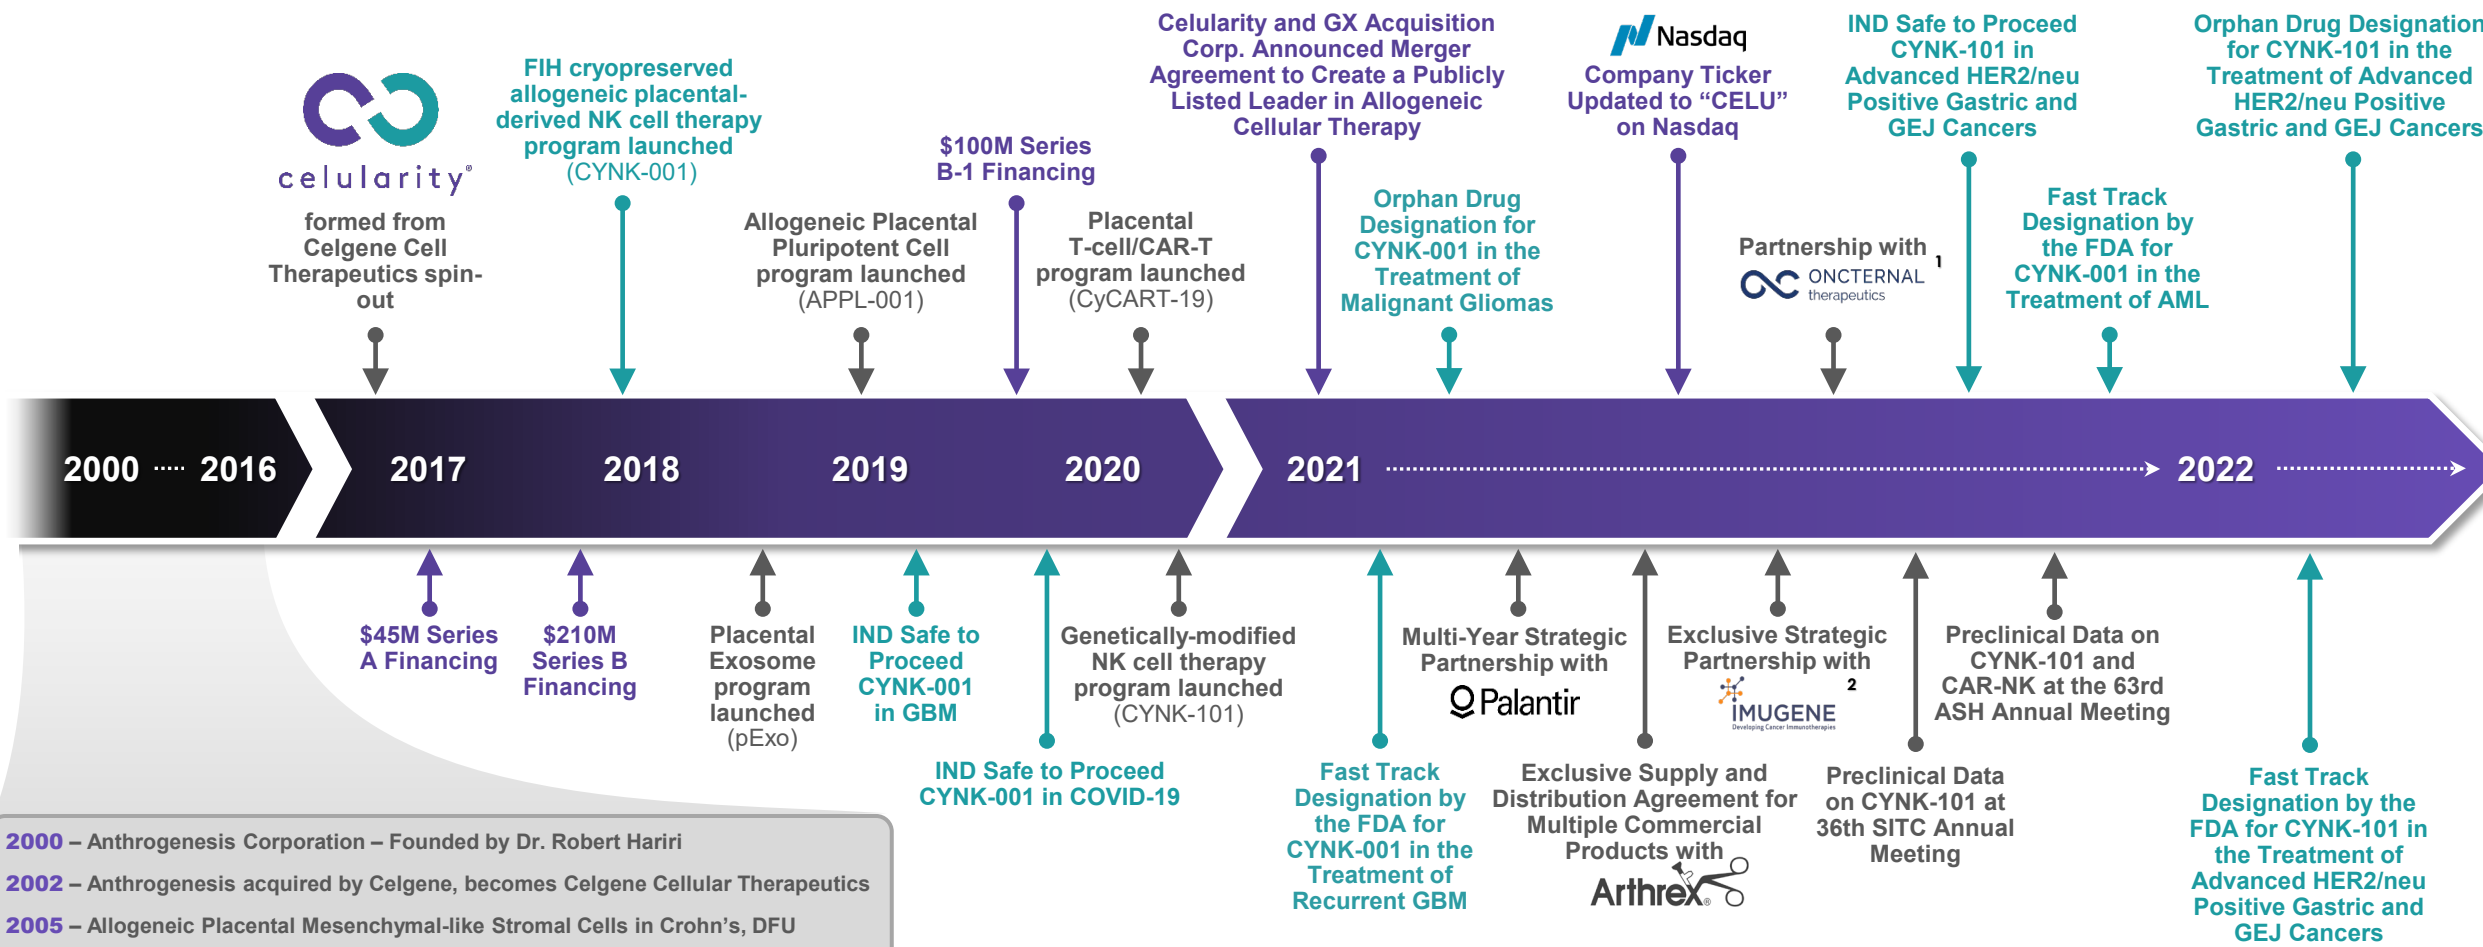 celularity®
formed from
Celgene Cell
Therapeutics spin-
out
FIH cryopreserved
allogeneic placental-
derived NK cell therapy
program launched
(CYNK-001)
Allogeneic Placental
Pluripotent Cell
program launched
(APPL-001)
$100M Series
B-1 Financing
Placental
T-cell/CAR-T
program launched
(CyCART-19)
Celularity and GX Acquisition
Corp. Announced Merger
Agreement to Create a Publicly
Listed Leader in Allogeneic
Cellular Therapy
Orphan Drug
Designation for
CYNK-001 in the
Treatment of
Malignant Gliomas
Nasdaq
Company Ticker
Updated to “CELU”
on Nasdaq
Partnership with 1
ONCTERNAL
therapeutics
IND Safe to Proceed
CYNK-101 in
Advanced HER2/neu
Positive Gastric and
GEJ Cancers
Fast Track
Designation by
the FDA for
CYNK-001 in the
Treatment of AML
Orphan Drug Designation
for CYNK-101 in the
Treatment of Advanced
HER2/neu Positive
Gastric and GEJ Cancers
2000 ····· 2016 2017 2018 2019 2020 2021 2022
$45M Series
A Financing
$210M
Series B
Financing
Placental
Exosome
program
launched
(pExo)
IND Safe to
Proceed
CYNK-001
in GBM
IND Safe to Proceed
CYNK-001 in COVID-19
Genetically-modified
NK cell therapy
program launched
(CYNK-101)
Fast Track
Designation by
the FDA for
CYNK-001 in the
Treatment of
Recurrent GBM
Multi-Year Strategic
Partnership with
Palantir
Exclusive Supply and
Distribution Agreement for
Multiple Commercial
Products with
Arthrex®
Exclusive Strategic
Partnership with
2
IMUGENE
Developing Cancer Immunotherapies
Preclinical Data
on CYNK-101 at
36th SITC Annual
Meeting
Preclinical Data on
CYNK-101 and
CAR-NK at the 63rd
ASH Annual Meeting
Fast Track
Designation by the
FDA for CYNK-101 in
the Treatment of
Advanced HER2/neu
Positive Gastric and
GEJ Cancers
2000 – Anthrogenesis Corporation – Founded by Dr. Robert Hariri
2002 – Anthrogenesis acquired by Celgene, becomes Celgene Cellular Therapeutics
2005 – Allogeneic Placental Mesenchymal-like Stromal Cells in Crohn’s, DFU